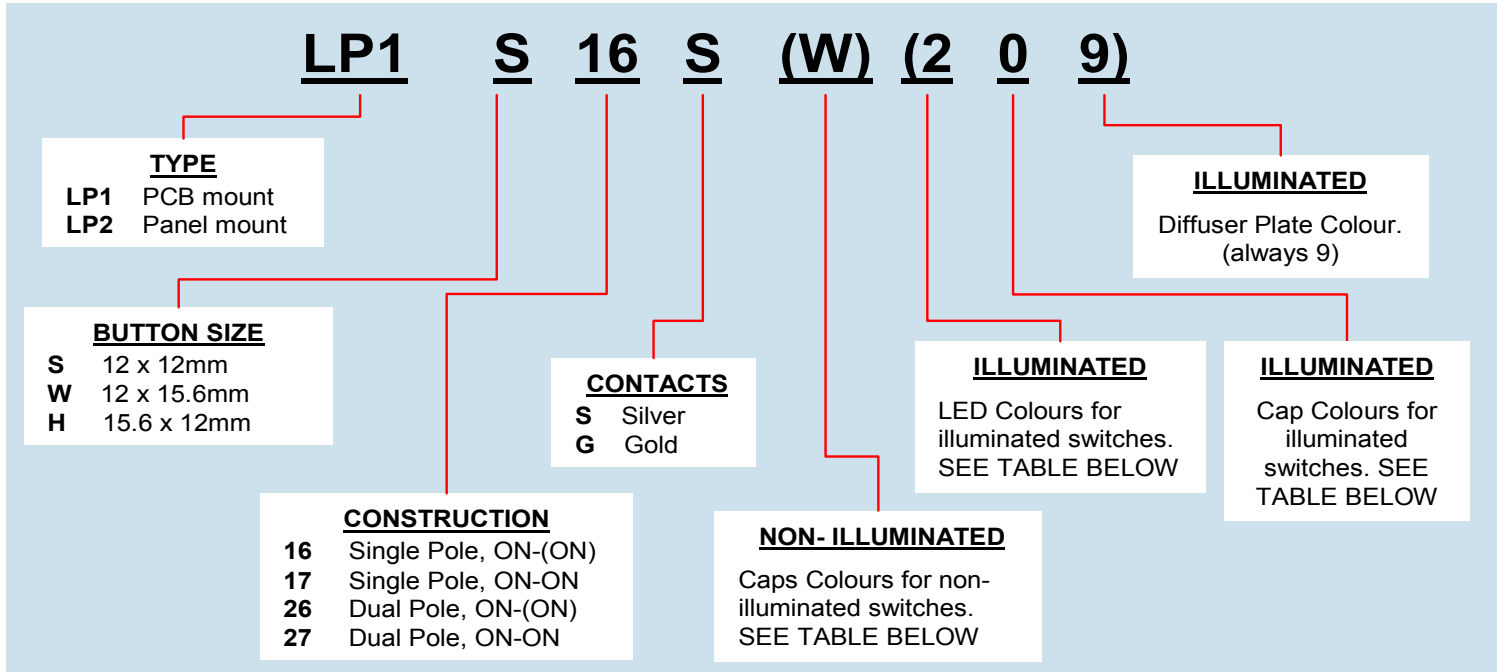 LP1 S 16 S (W) (2 0 9)
TYPE
LP1 PCB mount
LP2 Panel mount
ILLUMINATED
Diffuser Plate Colour.
(always 9)
BUTTON SIZE
S 12 x 12mm
W 12 x 15.6mm
H 15.6 x 12mm
CONTACTS
S Silver
G Gold
ILLUMINATED
LED Colours for
illuminated switches.
SEE TABLE BELOW
ILLUMINATED
Cap Colours for
illuminated
switches. SEE
TABLE BELOW
CONSTRUCTION
16 Single Pole, ON-(ON)
17 Single Pole, ON-ON
26 Dual Pole, ON-(ON)
27 Dual Pole, ON-ON
NON- ILLUMINATED
Caps Colours for non-
illuminated switches.
SEE TABLE BELOW